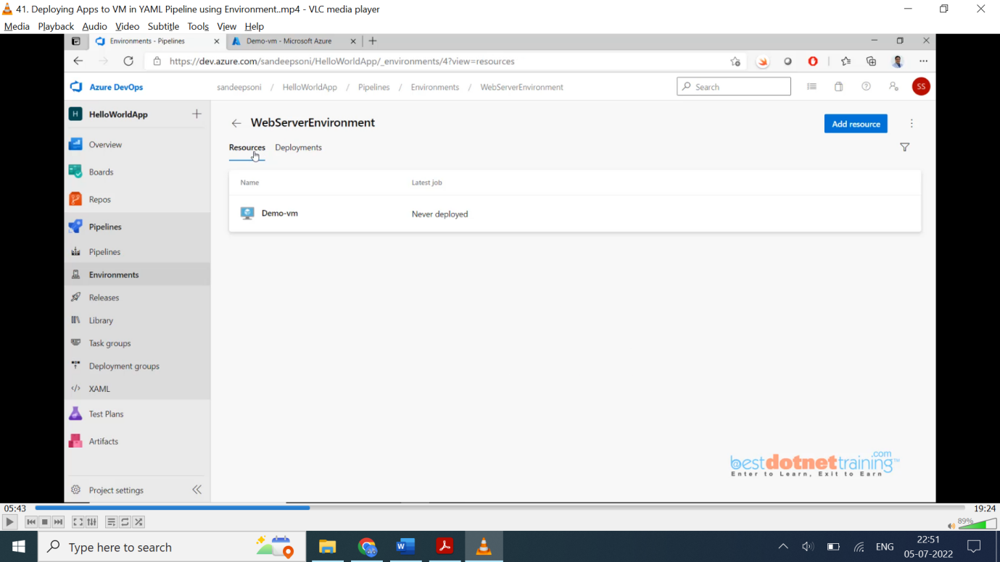 41. Deploying Apps to VM in YAML Pipeline using Environment..mp4 - VLC media player
Media Playback Audio Video Subtitle Tools View Help
Environments - Pipelines
Demo-vm - Microsoft Azure
https://dev.azure.com/sandeepsoni/HelloWorldApp/_environments/4?view=resources
Azure DevOps
sandeepsoni / HelloWorldApp / Pipelines / Environments / WebServerEnvironment
Search
SS
H HelloWorldApp
WebServerEnvironment
Add resource
Overview
Resources Deployments
Boards
Name Latest job
Repos
Demo-vm Never deployed
Pipelines
Pipelines
Environments
Releases
Library
Task groups
Deployment groups
XAML
Test Plans
Artifacts
@bestdotnettraining.com™
Enter to Learn, Exit to Earn
Project settings
05:43 19:24
89%
Type here to search
ENG
22:51
05-07-2022